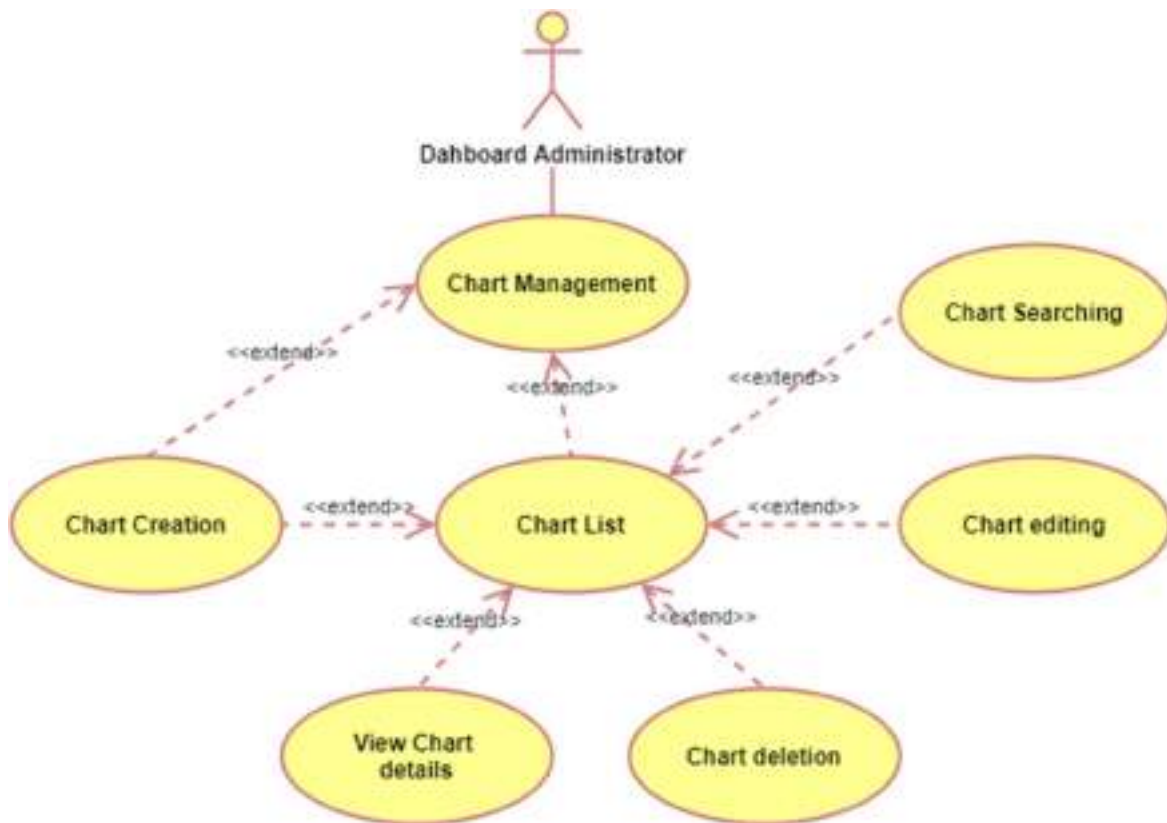 Dahboard Administrator
Chart Management
Chart Searching
<<extend>>
<<extend>>
<<extend>>
Chart Creation
<<extend>>
Chart List
<<extend>>
Chart editing
<<extend>>
<<extend>>
View Chart
details
Chart deletion